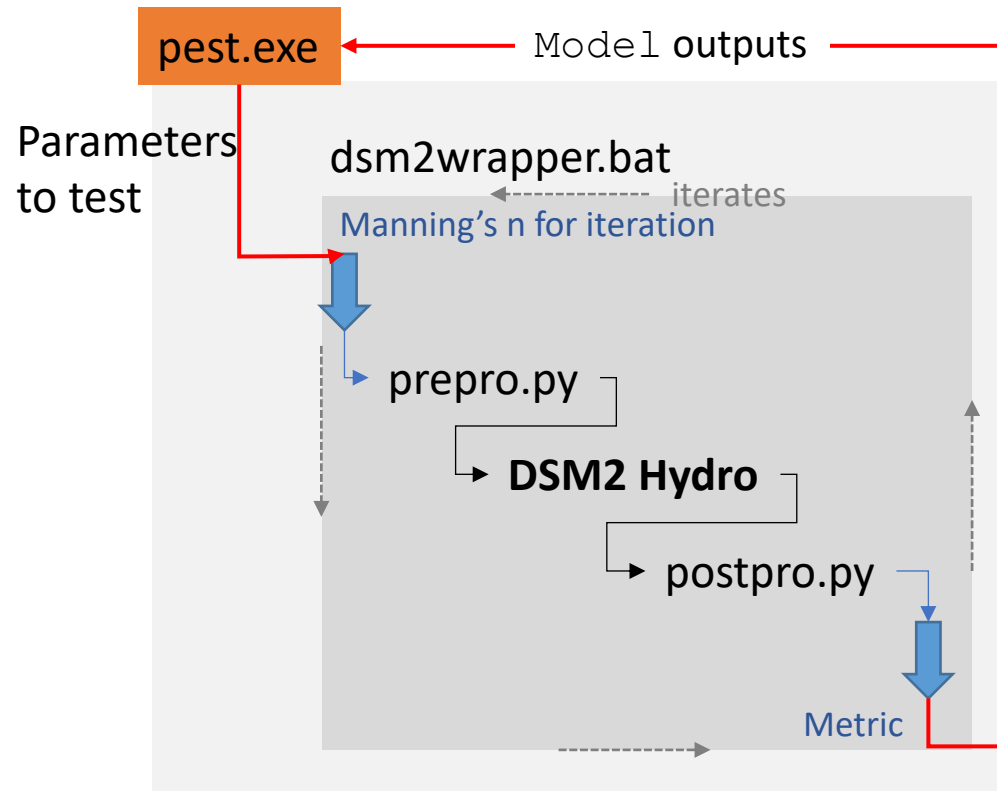 pest.exe
Model outputs
Parameters
to test
dsm2wrapper.bat
iterates
Manning’s n for iteration
prepro.py
DSM2 Hydro
postpro.py
Metric